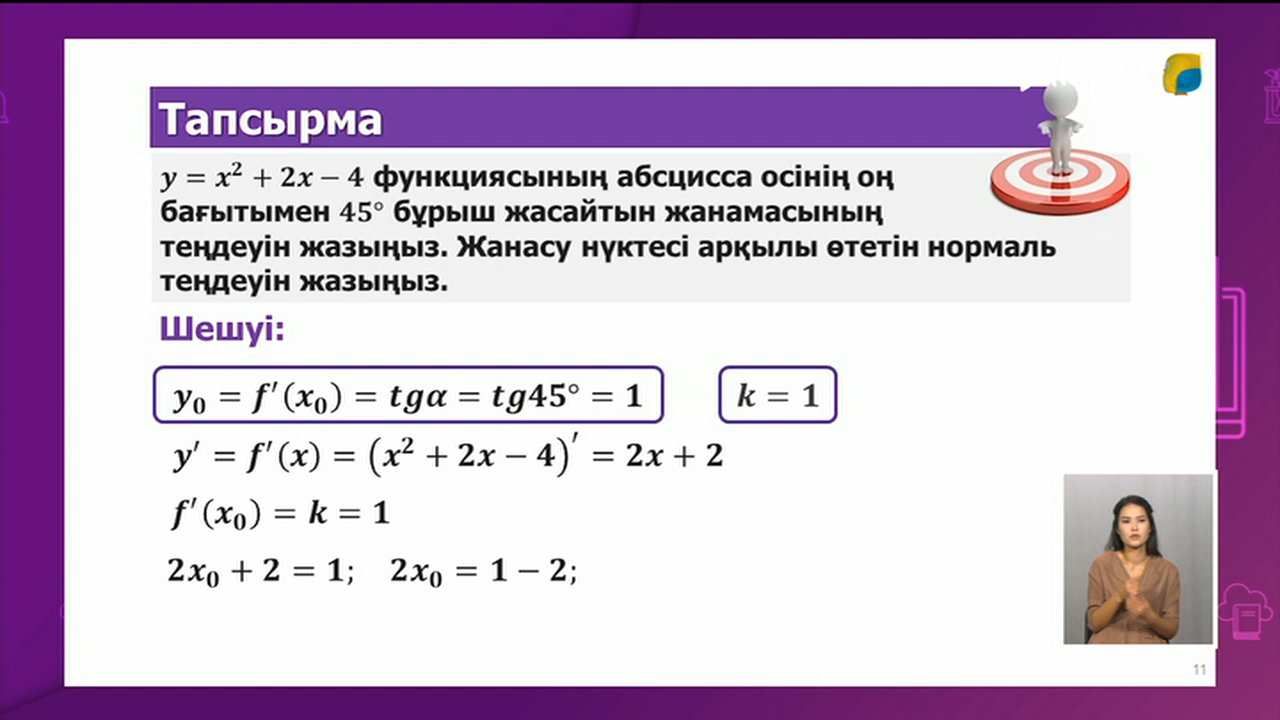 Тапсырма
y = x² + 2x − 4 функциясының абсцисса осінің оң
бағытымен 45° бұрыш жасайтын жанамасының
теңдеуін жазыңыз. Жанасу нүктесі арқылы өтетін нормаль
теңдеуін жазыңыз.
Шешуі:
y₀ = f′(x₀) = tgα = tg45° = 1 k = 1
y′ = f′(x) = (x² + 2x − 4)′ = 2x + 2
f′(x₀) = k = 1
2x₀ + 2 = 1; 2x₀ = 1 − 2;
11